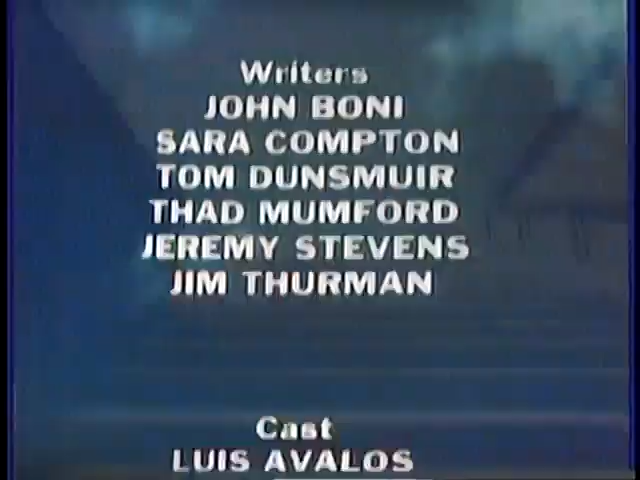 Writers
JOHN BONI
SARA COMPTON
TOM DUNSMUIR
THAD MUMFORD
JEREMY STEVENS
JIM THURMAN
Cast
LUIS AVALOS